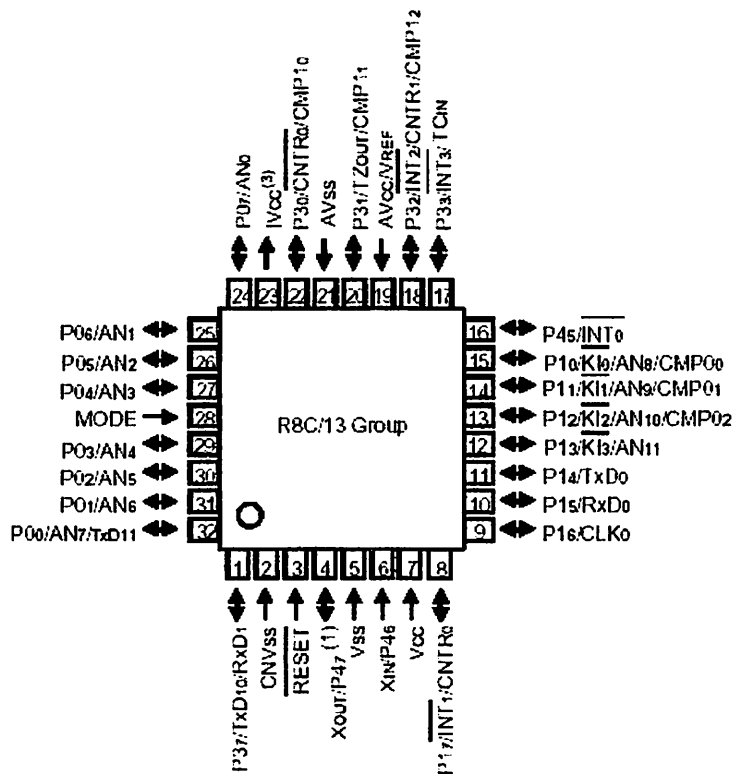 P07/AN0
IVCC(3)
P30/CNTR0/CMP10
AVSS
P31/TZOUT/CMP11
AVCC/VREF
P32/INT2/CNTR1/CMP12
P33/INT3/TCIN
24 23 22 21 20 19 18 17
P06/AN1 25
P05/AN2 26
P04/AN3 27
MODE 28
P03/AN4 29
P02/AN5 30
P01/AN6 31
P00/AN7/TxD11 32
R8C/13 Group
16 P45/INT0
15 P10/KI0/AN8/CMP00
14 P11/KI1/AN9/CMP01
13 P12/KI2/AN10/CMP02
12 P13/KI3/AN11
11 P14/TxD0
10 P15/RxD0
9 P16/CLK0
1 2 3 4 5 6 7 8
P37/TxD10/RxD1
CNVSS
RESET
XOUT/P47 (1)
VSS
XIN/P46
VCC
P17/INT1/CNTR0